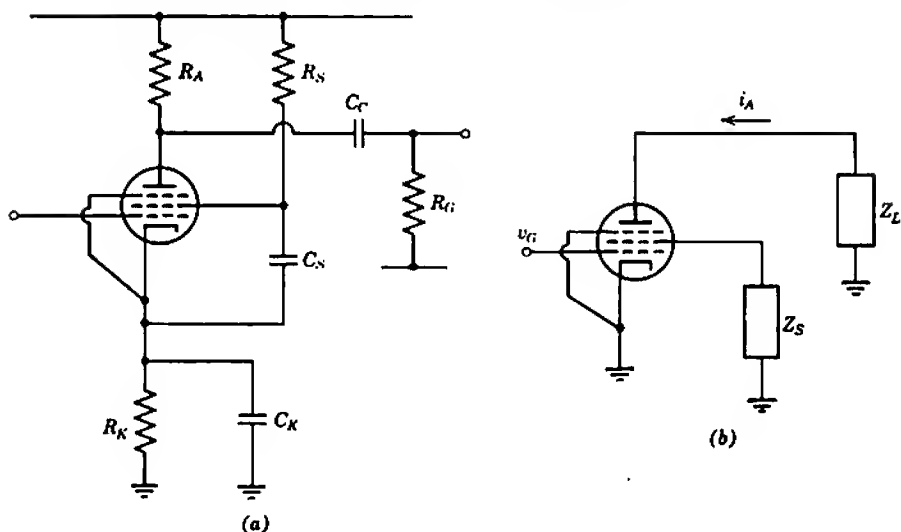 R_A
R_S
C_C
R_G
C_S
R_K
C_K
(a)
i_A
v_G
Z_L
Z_S
(b)